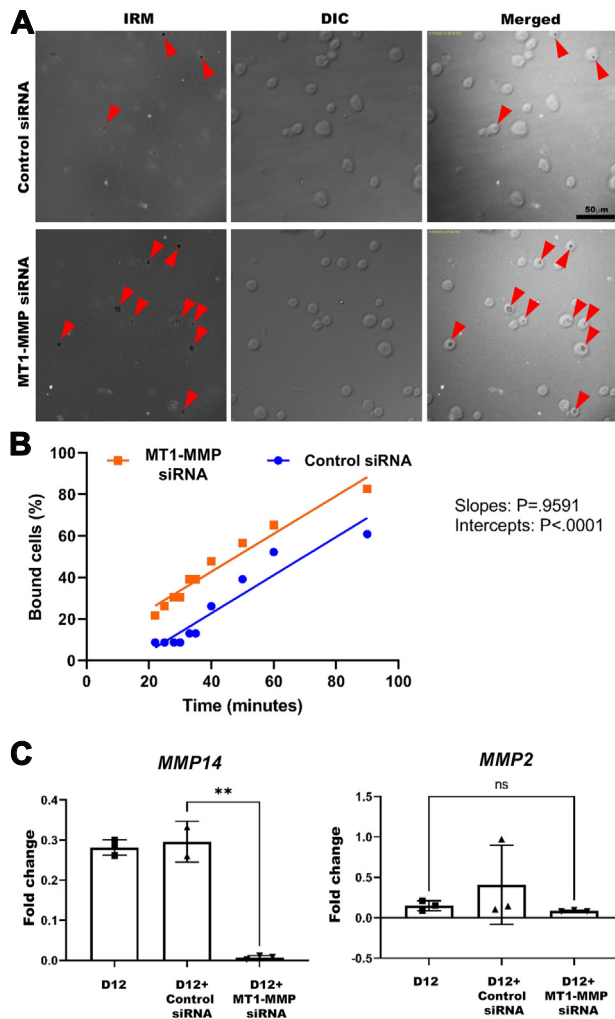 A
IRM
DIC
Merged
Control siRNA
50μm
MT1-MMP siRNA
B
MT1-MMP
siRNA
Control siRNA
Bound cells (%)
100
80
60
40
20
0
0 20 40 60 80 100
Time (minutes)
Slopes: P=.9591
Intercepts: P<.0001
C
MMP14
**
Fold change
0.4
0.3
0.2
0.1
0.0
D12
D12+
Control
siRNA
D12+
MT1-MMP
siRNA
MMP2
ns
Fold change
1.5
1.0
0.5
0.0
-0.5
D12
D12+
Control
siRNA
D12+
MT1-MMP
siRNA